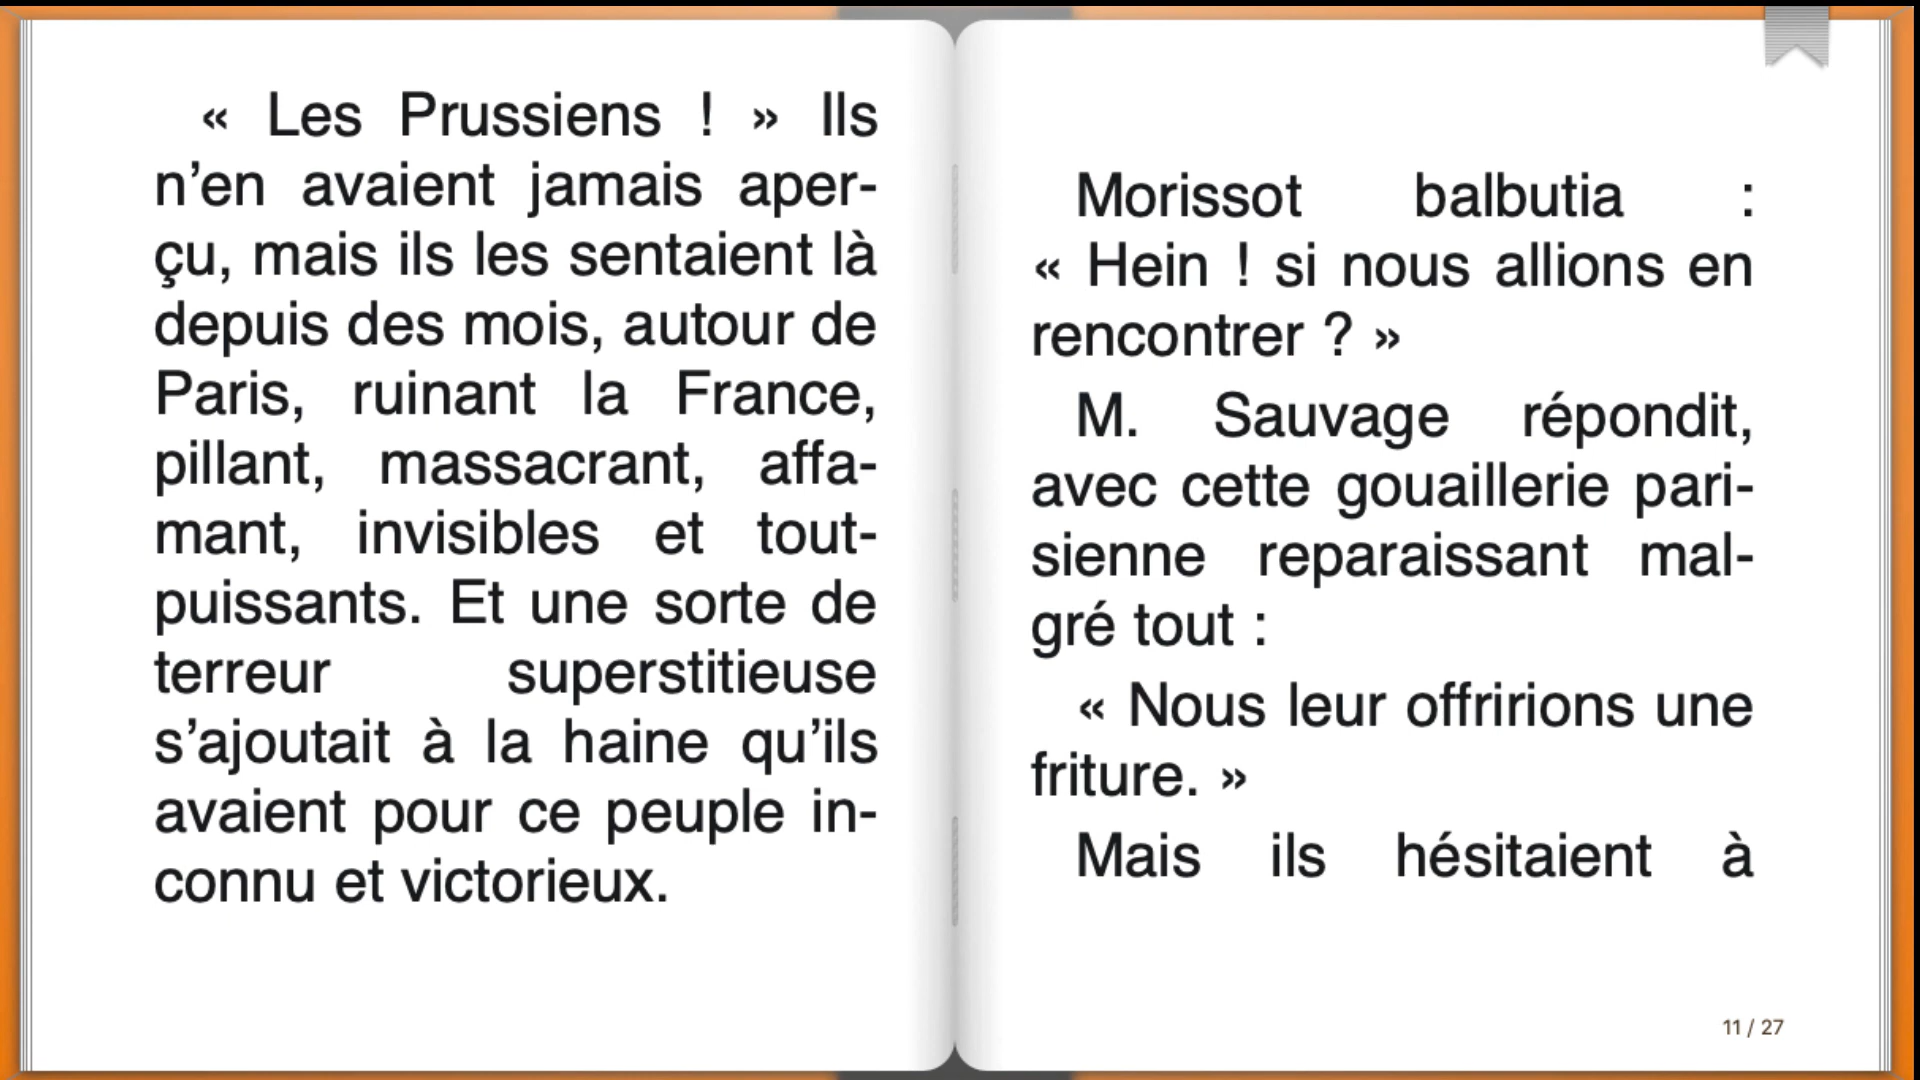 « Les Prussiens ! » Ils
n’en avaient jamais aper-
çu, mais ils les sentaient là
depuis des mois, autour de
Paris, ruinant la France,
pillant, massacrant, affa-
mant, invisibles et tout-
puissants. Et une sorte de
terreur superstitieuse
s’ajoutait à la haine qu’ils
avaient pour ce peuple in-
connu et victorieux.
Morissot balbutia :
« Hein ! si nous allions en
rencontrer ? »
M. Sauvage répondit,
avec cette gouaillerie pari-
sienne reparaissant mal-
gré tout :
« Nous leur offririons une
friture. »
Mais ils hésitaient à
11 / 27